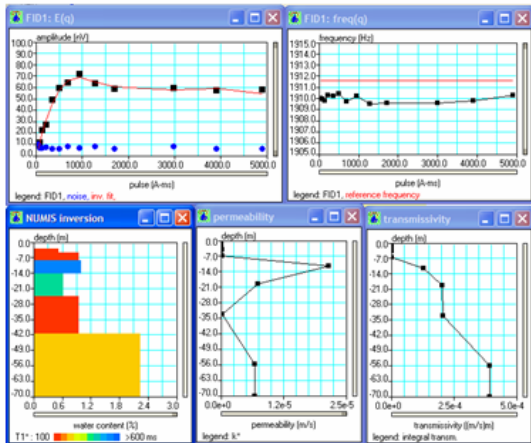 FID1: E(q)
amplitude [nV]
100.0
90.0
80.0
70.0
60.0
50.0
40.0
30.0
20.0
10.0
0.0
0.0 1000.0 2000.0 3000.0 4000.0 5000.0
pulse [A-ms]
legend: FID1, noise, inv. fit,
FID1: freq(q)
frequency [Hz]
1915.0
1914.0
1913.0
1912.0
1911.0
1910.0
1909.0
1908.0
1907.0
1906.0
1905.0
0.0 1000.0 2000.0 3000.0 4000.0 5000.0
pulse [A-ms]
legend: FID1, reference frequency
NUMIS inversion
depth [m]
0.0
-7.0
-14.0
-21.0
-28.0
-35.0
-42.0
-49.0
-56.0
-63.0
-70.0
0.0 0.6 1.2 1.8 2.4 3.0
water content (%)
T1*: 100 >600 ms
permeability
depth [m]
0.0
-7.0
-14.0
-21.0
-28.0
-35.0
-42.0
-49.0
-56.0
-63.0
-70.0
0.0e+0 1.2e-5 2.5e-5
permeability [m/s]
legend: k*
transmissivity
depth [m]
0.0
-7.0
-14.0
-21.0
-28.0
-35.0
-42.0
-49.0
-56.0
-63.0
-70.0
0.0e+0 2.5e-4 5.0e-4
transmissivity [(m/s)m]
legend: integral transm.